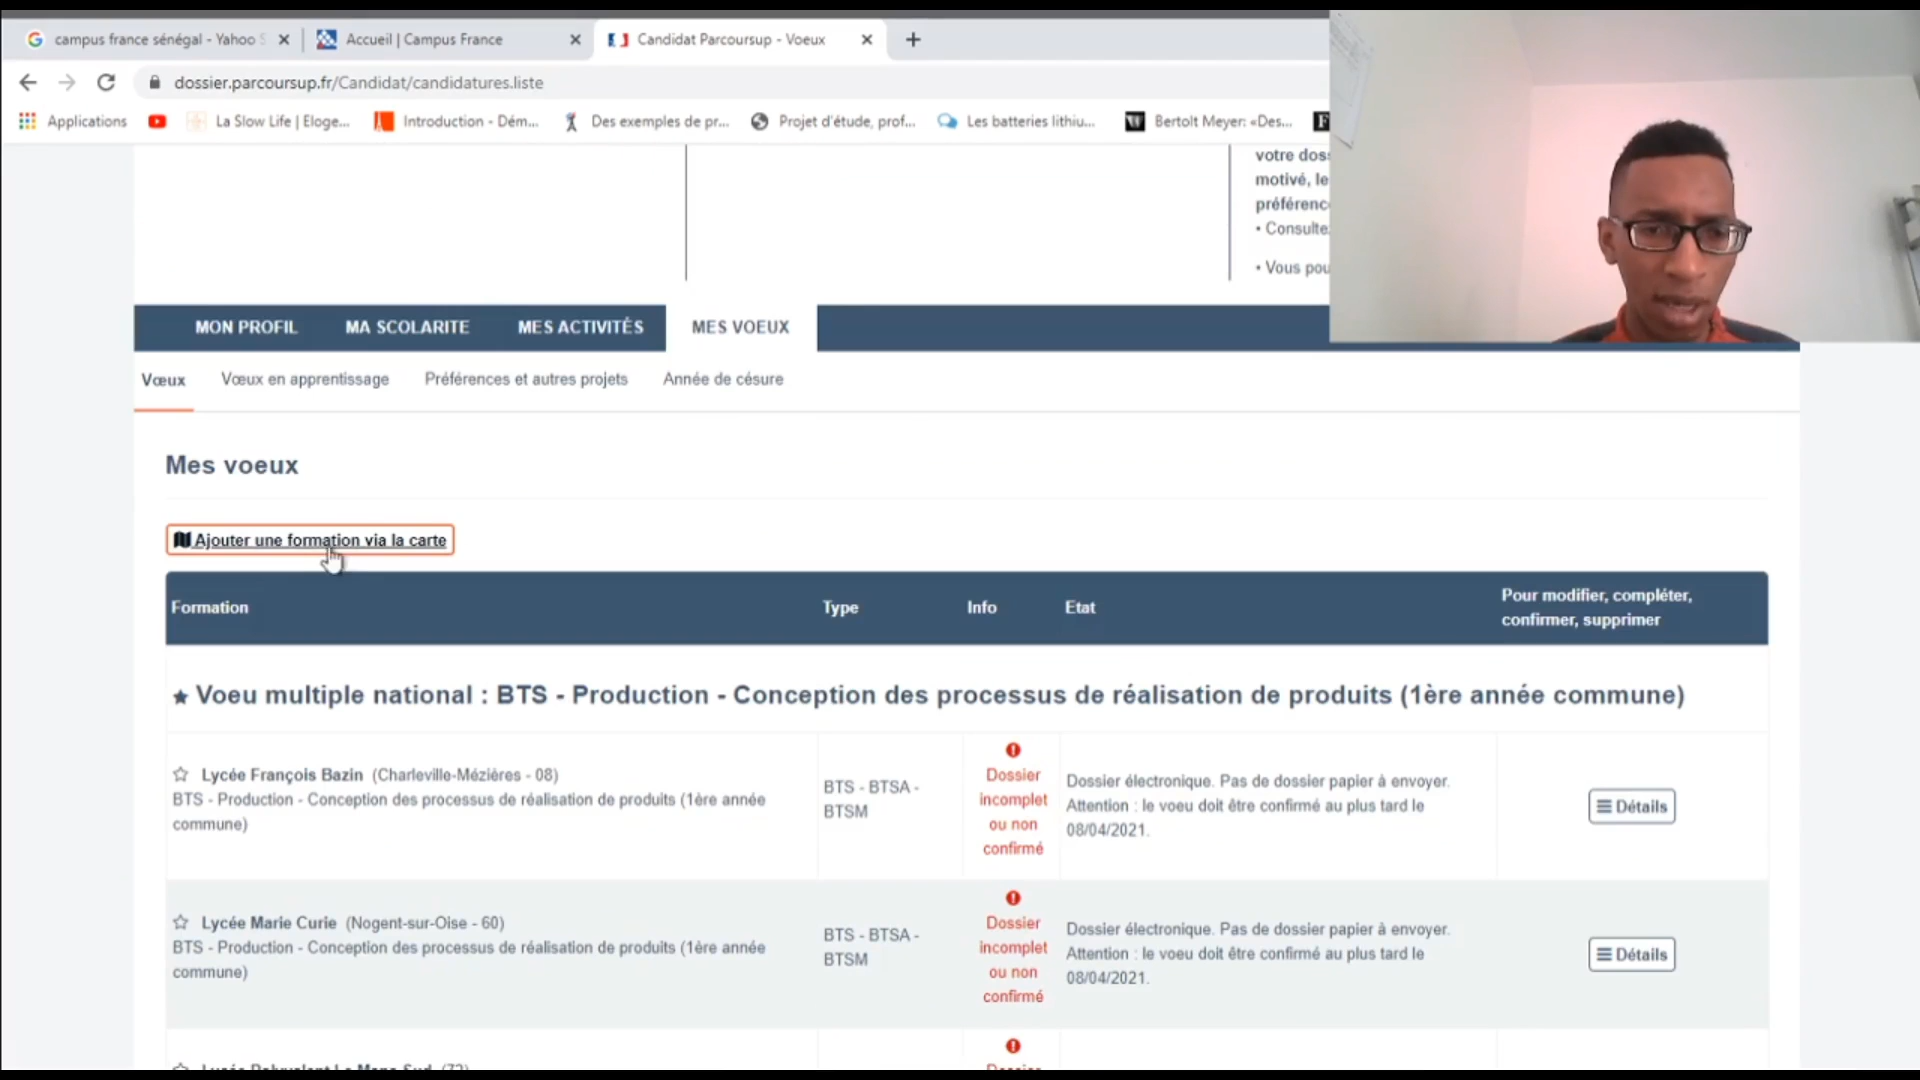 campus france sénégal - Yahoo S
Accueil | Campus France
Candidat Parcoursup - Voeux
dossier.parcoursup.fr/Candidat/candidatures.liste
Applications
La Slow Life | Eloge...
Introduction - Dém...
Des exemples de pr...
Projet d'étude, prof...
Les batteries lithiu...
Bertolt Meyer: «Des...
votre dos
motivé, le
préférenc
• Consulte
• Vous pou
MON PROFIL
MA SCOLARITE
MES ACTIVITÉS
MES VOEUX
Vœux
Vœux en apprentissage
Préférences et autres projets
Année de césure
Mes voeux
Ajouter une formation via la carte
Formation
Type
Info
Etat
Pour modifier, compléter,
confirmer, supprimer
Voeu multiple national : BTS - Production - Conception des processus de réalisation de produits (1ère année commune)
Lycée François Bazin (Charleville-Mézières - 08)
BTS - Production - Conception des processus de réalisation de produits (1ère année
commune)
BTS - BTSA -
BTSM
Dossier
incomplet
ou non
confirmé
Dossier électronique. Pas de dossier papier à envoyer.
Attention : le voeu doit être confirmé au plus tard le
08/04/2021.
Détails
Lycée Marie Curie (Nogent-sur-Oise - 60)
BTS - Production - Conception des processus de réalisation de produits (1ère année
commune)
BTS - BTSA -
BTSM
Dossier
incomplet
ou non
confirmé
Dossier électronique. Pas de dossier papier à envoyer.
Attention : le voeu doit être confirmé au plus tard le
08/04/2021.
Détails